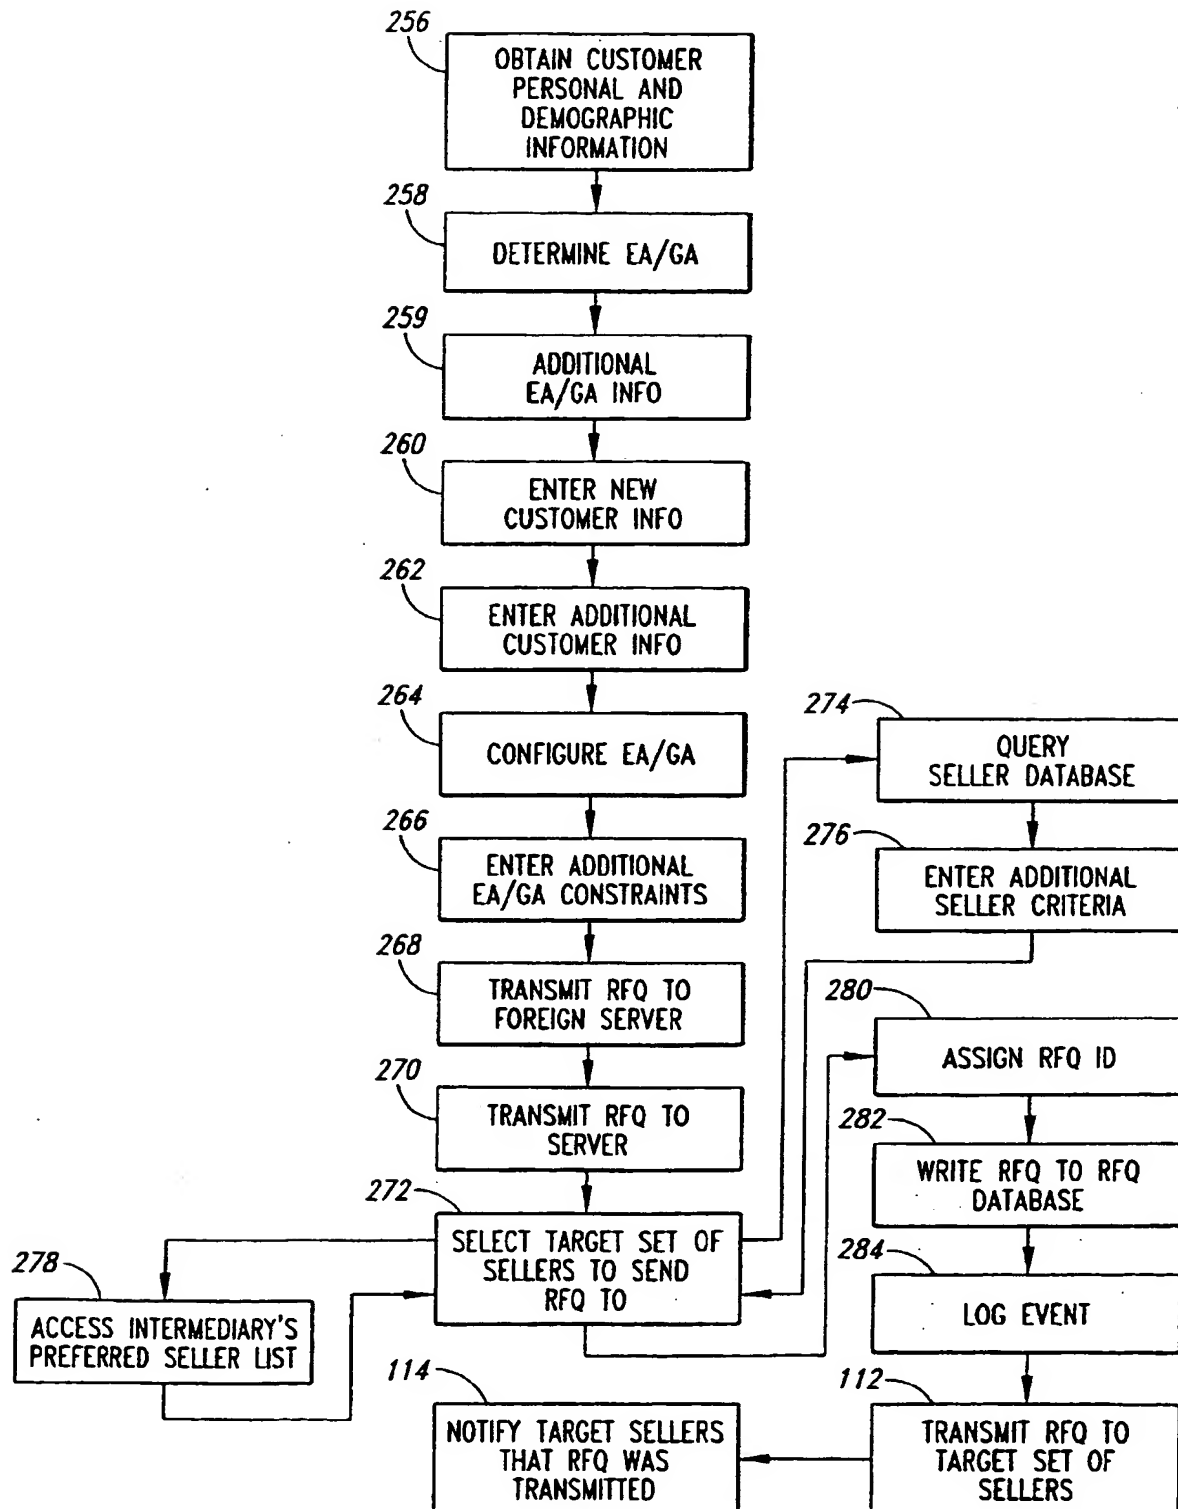 256
OBTAIN CUSTOMER
PERSONAL AND
DEMOGRAPHIC
INFORMATION
258
DETERMINE EA/GA
259
ADDITIONAL
EA/GA INFO
260
ENTER NEW
CUSTOMER INFO
262
ENTER ADDITIONAL
CUSTOMER INFO
264
CONFIGURE EA/GA
266
ENTER ADDITIONAL
EA/GA CONSTRAINTS
268
TRANSMIT RFQ TO
FOREIGN SERVER
270
TRANSMIT RFQ TO
SERVER
272
SELECT TARGET SET OF
SELLERS TO SEND
RFQ TO
274
QUERY
SELLER DATABASE
276
ENTER ADDITIONAL
SELLER CRITERIA
278
ACCESS INTERMEDIARY'S
PREFERRED SELLER LIST
280
ASSIGN RFQ ID
282
WRITE RFQ TO RFQ
DATABASE
284
LOG EVENT
112
TRANSMIT RFQ TO
TARGET SET OF
SELLERS
114
NOTIFY TARGET SELLERS
THAT RFQ WAS
TRANSMITTED